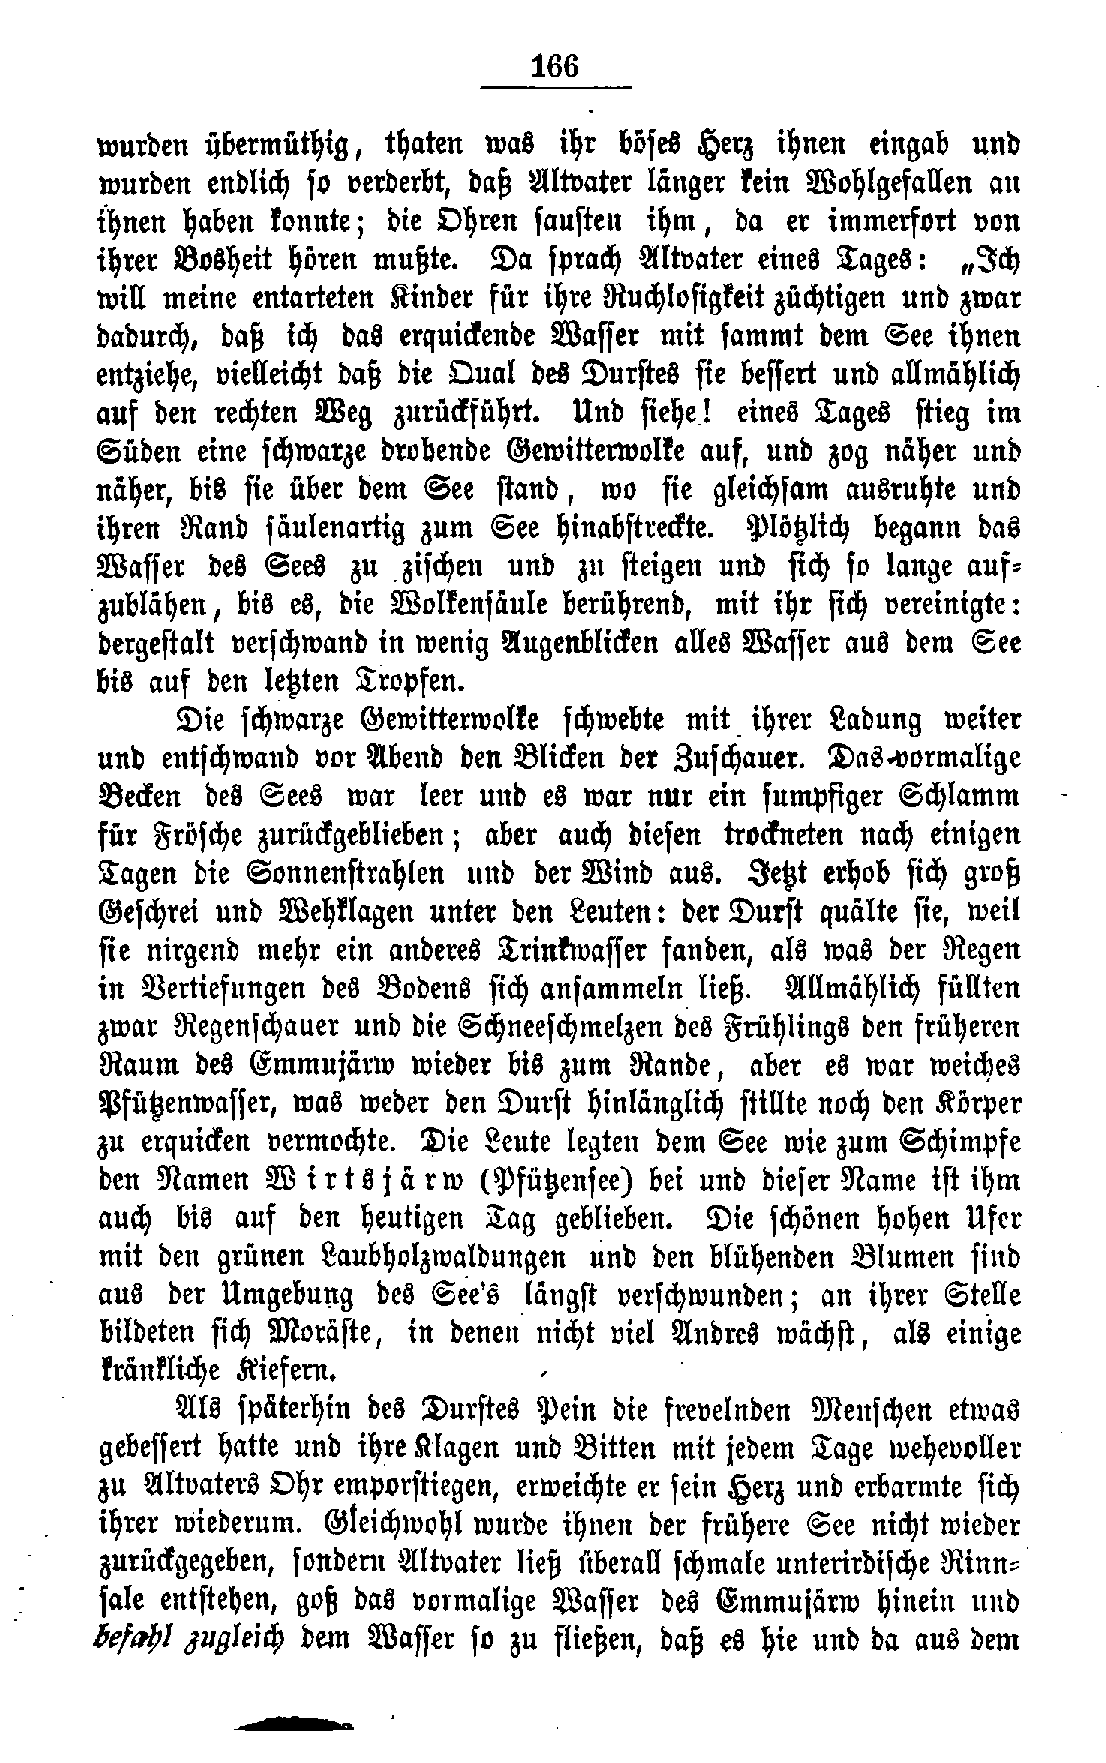 166
wurden übermüthig, thaten was ihr böses Herz ihnen eingab und
wurden endlich so verderbt, daß Altvater länger kein Wohlgefallen an
ihnen haben konnte; die Ohren sausten ihm, da er immerfort von
ihrer Bosheit hören mußte. Da sprach Altvater eines Tages: „Ich
will meine entarteten Kinder für ihre Ruchlosigkeit züchtigen und zwar
dadurch, daß ich das erquickende Wasser mit sammt dem See ihnen
entziehe, vielleicht daß die Qual des Durstes sie bessert und allmählich
auf den rechten Weg zurückführt. Und siehe! eines Tages stieg im
Süden eine schwarze drohende Gewitterwolke auf, und zog näher und
näher, bis sie über dem See stand, wo sie gleichsam ausruhte und
ihren Rand säulenartig zum See hinabstreckte. Plötzlich begann das
Wasser des Sees zu zischen und zu steigen und sich so lange auf-
zublähen, bis es, die Wolkensäule berührend, mit ihr sich vereinigte:
dergestalt verschwand in wenig Augenblicken alles Wasser aus dem See
bis auf den letzten Tropfen.
Die schwarze Gewitterwolke schwebte mit ihrer Ladung weiter
und entschwand vor Abend den Blicken der Zuschauer. Das vormalige
Becken des Sees war leer und es war nur ein sumpfiger Schlamm
für Frösche zurückgeblieben; aber auch diesen trockneten nach einigen
Tagen die Sonnenstrahlen und der Wind aus. Jetzt erhob sich groß
Geschrei und Wehklagen unter den Leuten: der Durst quälte sie, weil
sie nirgend mehr ein anderes Trinkwasser fanden, als was der Regen
in Vertiefungen des Bodens sich ansammeln ließ. Allmählich füllten
zwar Regenschauer und die Schneeschmelzen des Frühlings den früheren
Raum des Emmujärw wieder bis zum Rande, aber es war weiches
Pfützenwasser, was weder den Durst hinlänglich stillte noch den Körper
zu erquicken vermochte. Die Leute legten dem See wie zum Schimpfe
den Namen Wirtsjärw (Pfützensee) bei und dieser Name ist ihm
auch bis auf den heutigen Tag geblieben. Die schönen hohen Ufer
mit den grünen Laubholzwaldungen und den blühenden Blumen sind
aus der Umgebung des See's längst verschwunden; an ihrer Stelle
bildeten sich Moräste, in denen nicht viel Andres wächst, als einige
kränkliche Kiefern.
Als späterhin des Durstes Pein die frevelnden Menschen etwas
gebessert hatte und ihre Klagen und Bitten mit jedem Tage wehevoller
zu Altvaters Ohr emporstiegen, erweichte er sein Herz und erbarmte sich
ihrer wiederum. Gleichwohl wurde ihnen der frühere See nicht wieder
zurückgegeben, sondern Altvater ließ überall schmale unterirdische Rinn-
sale entstehen, goß das vormalige Wasser des Emmujärw hinein und
befahl zugleich dem Wasser so zu fließen, daß es hie und da aus dem